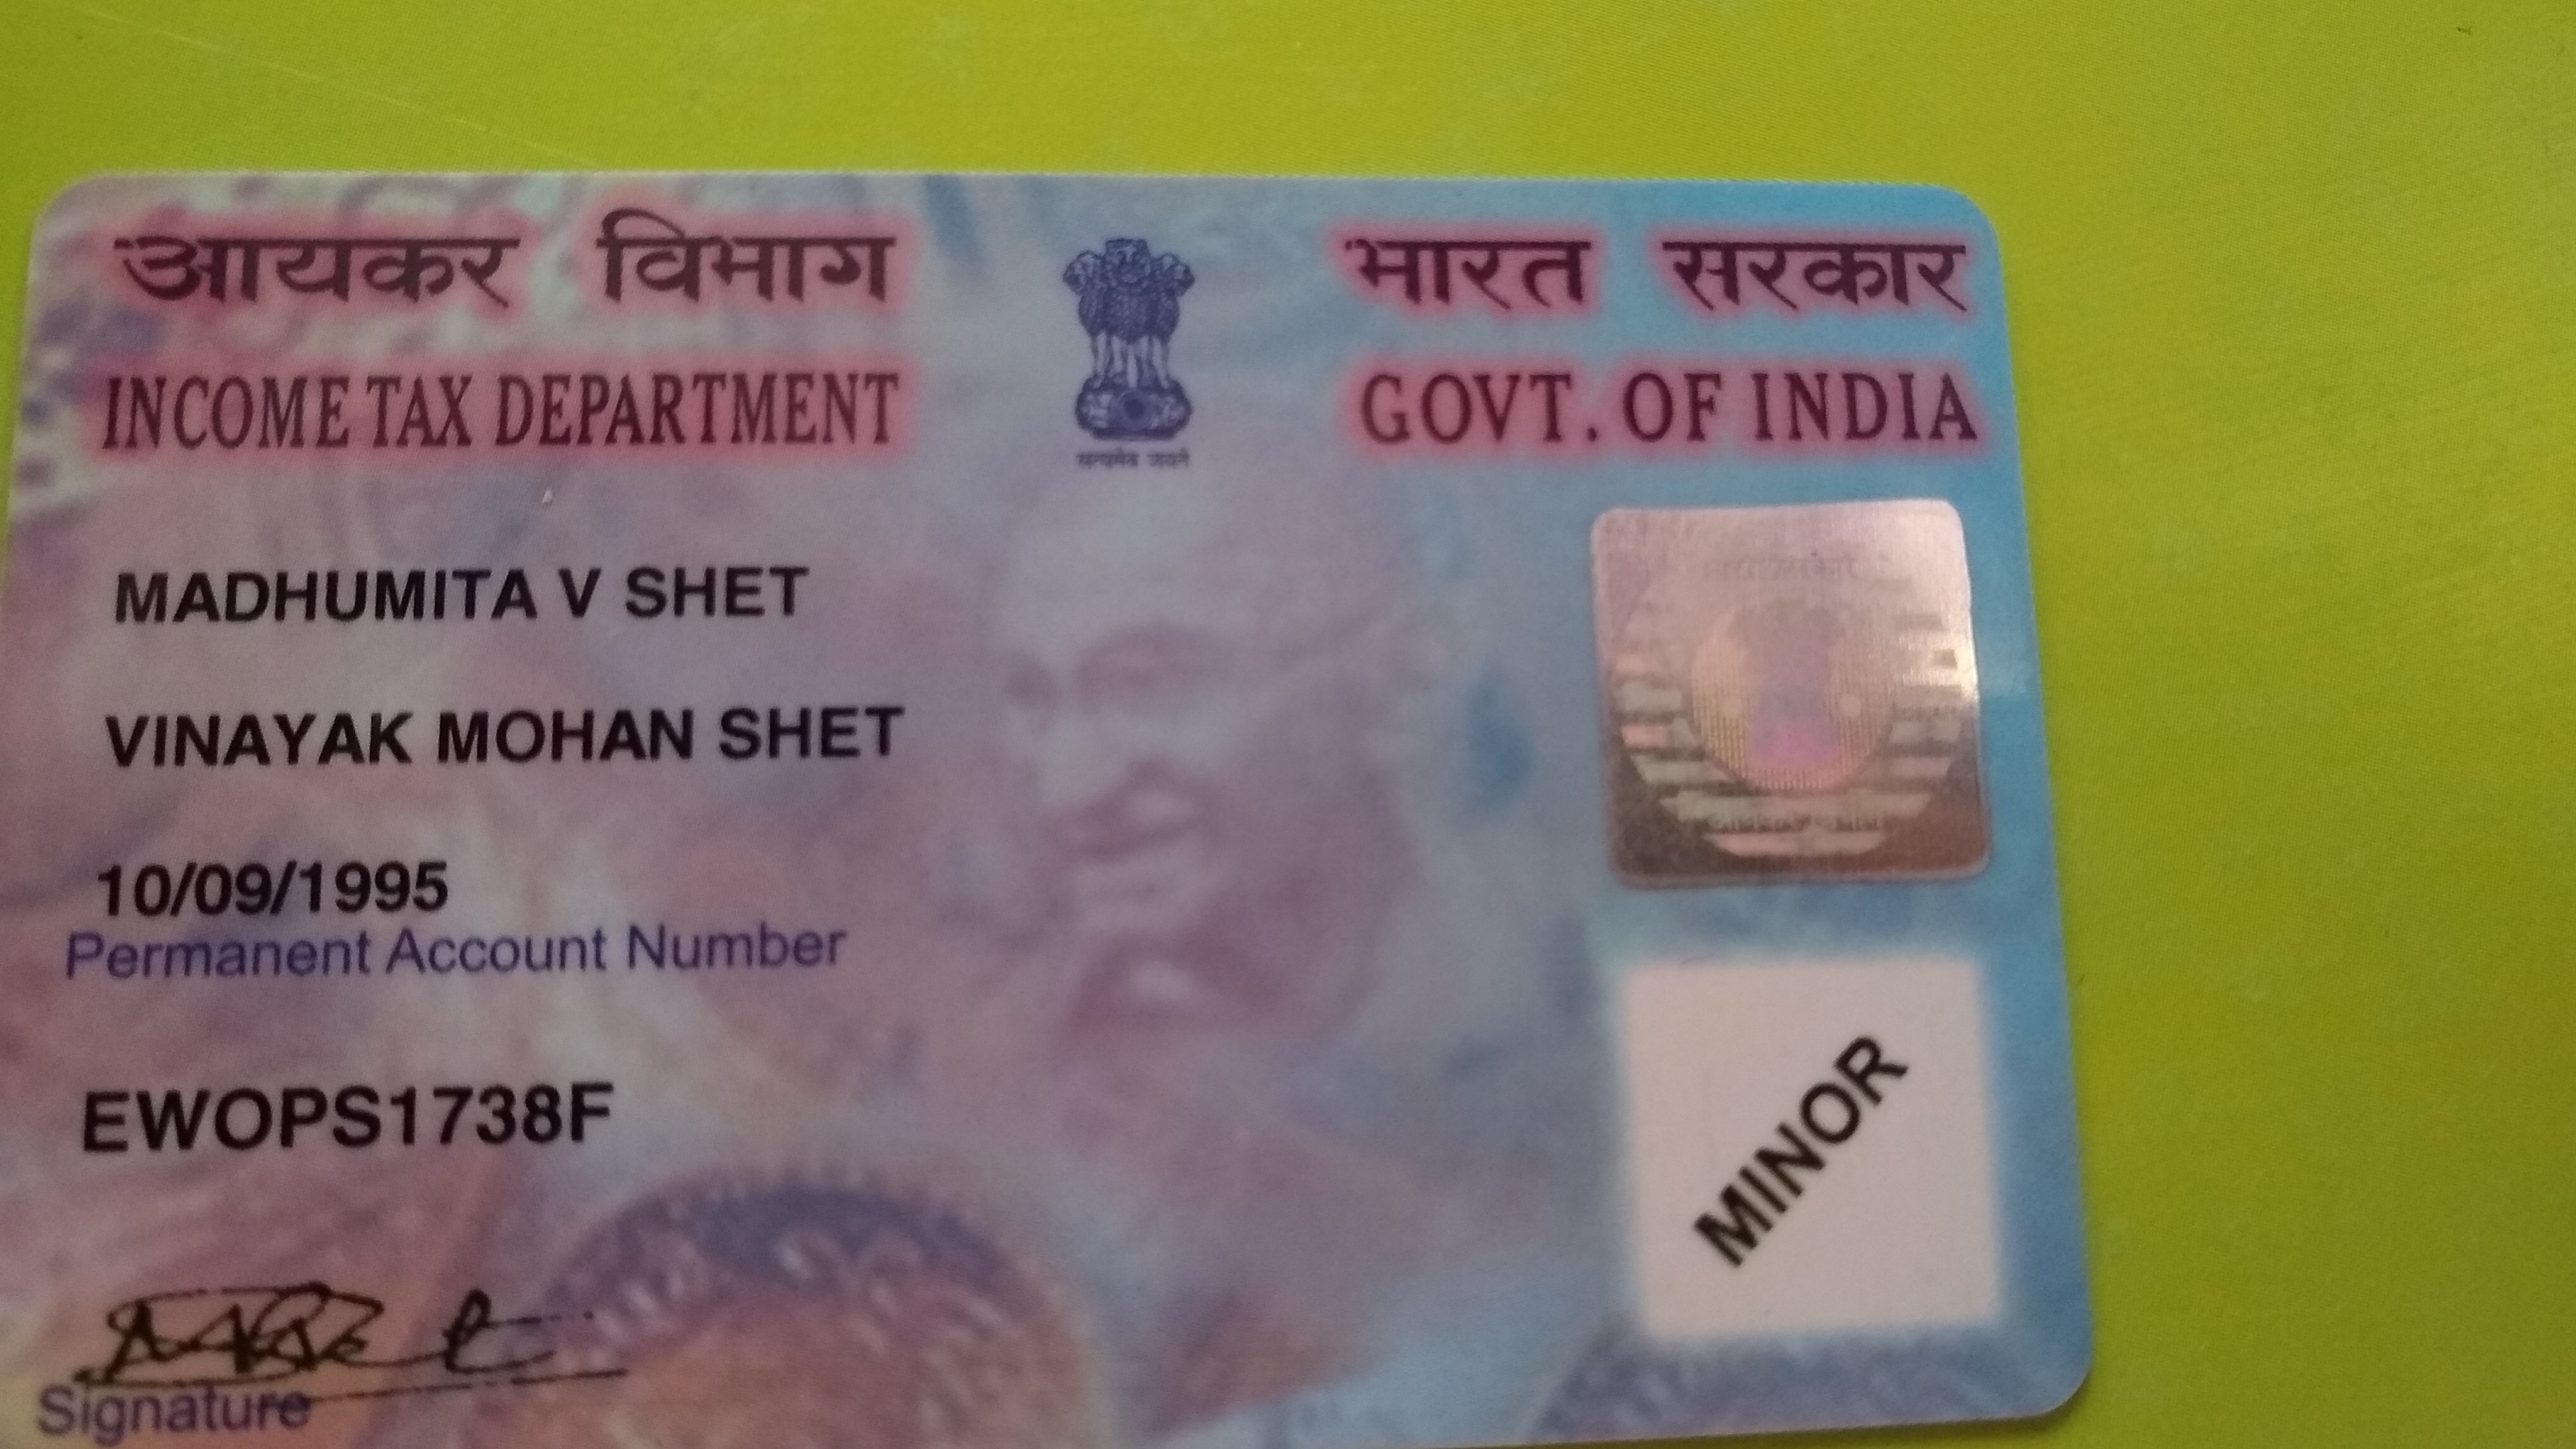 आयकर विभाग
INCOME TAX DEPARTMENT
सत्यमेव जयते
भारत सरकार
GOVT. OF INDIA
MADHUMITA V SHET
VINAYAK MOHAN SHET
10/09/1995
Permanent Account Number
EWOPS1738F
MINOR
Signature